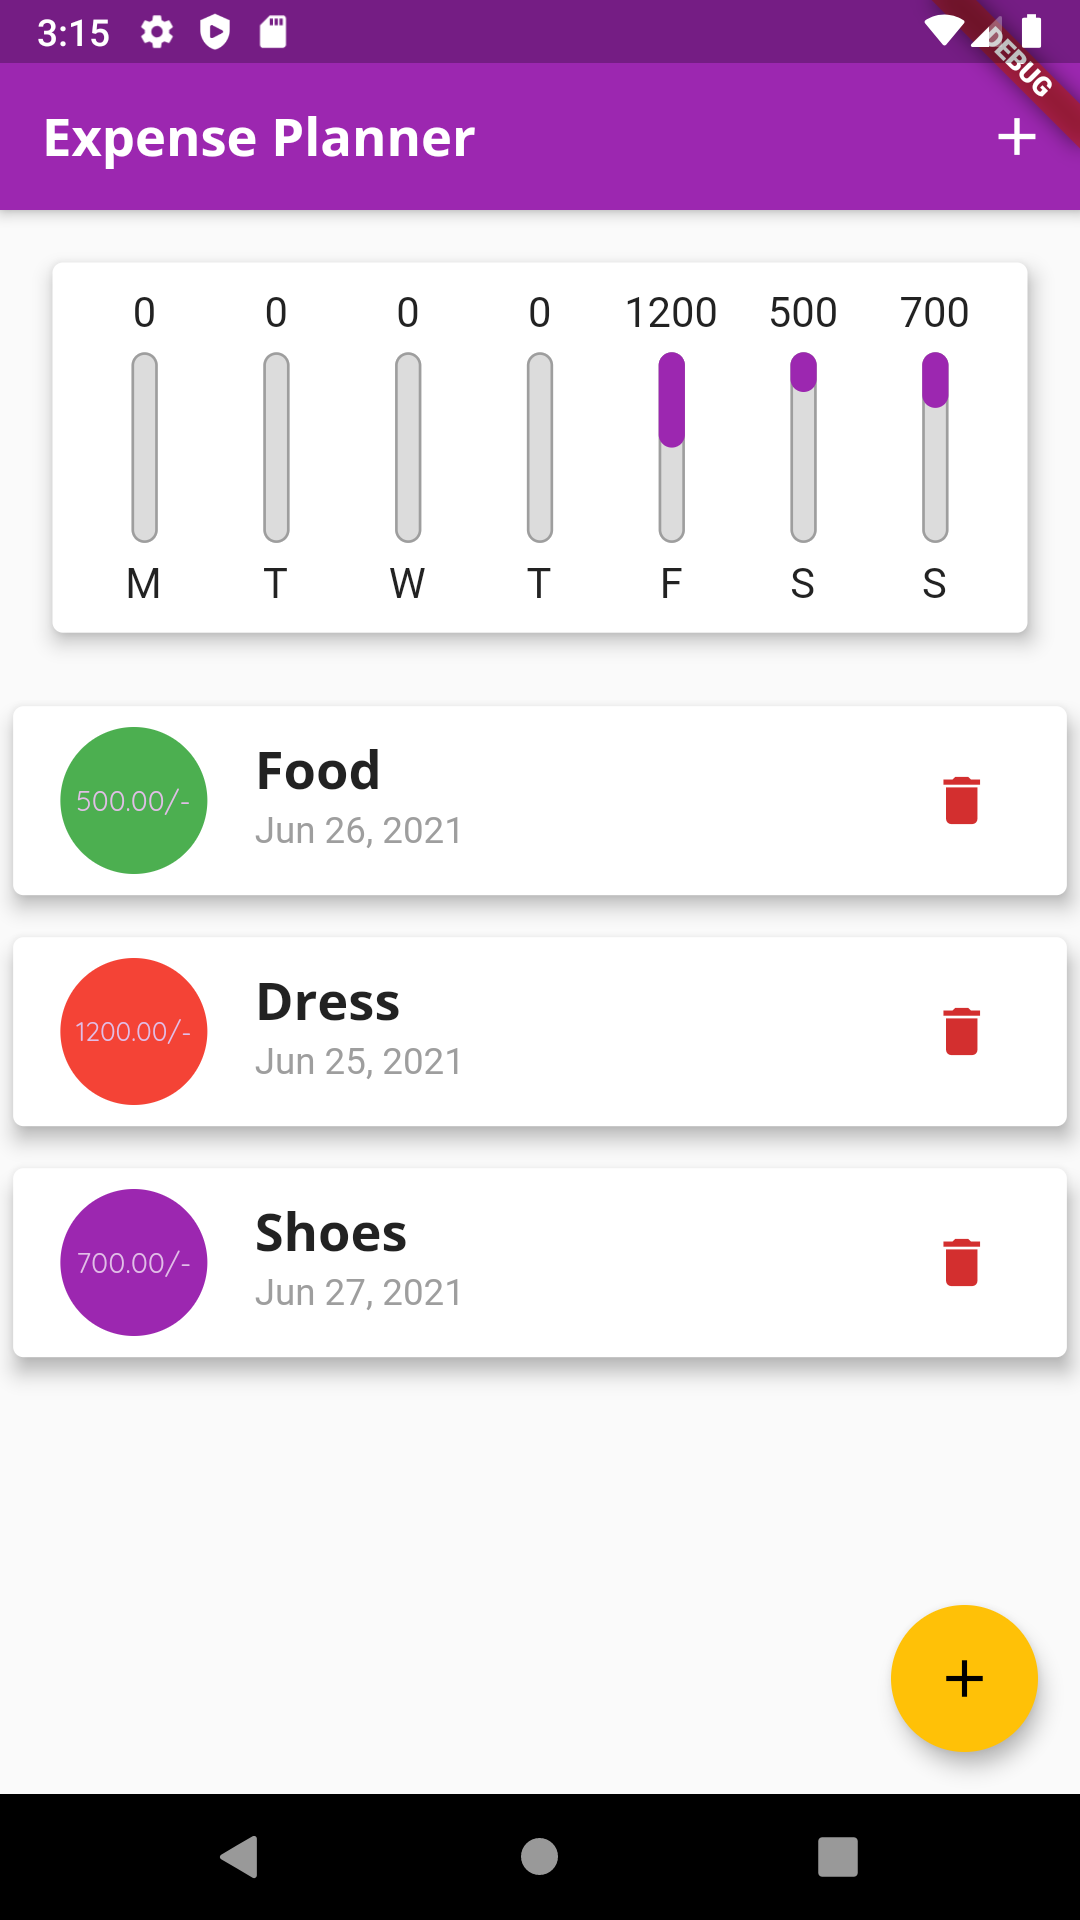 3:15
DEBUG
Expense Planner
0 0 0 0 1200 500 700
M T W T F S S
Food
500.00/-
Jun 26, 2021
Dress
1200.00/-
Jun 25, 2021
Shoes
700.00/-
Jun 27, 2021